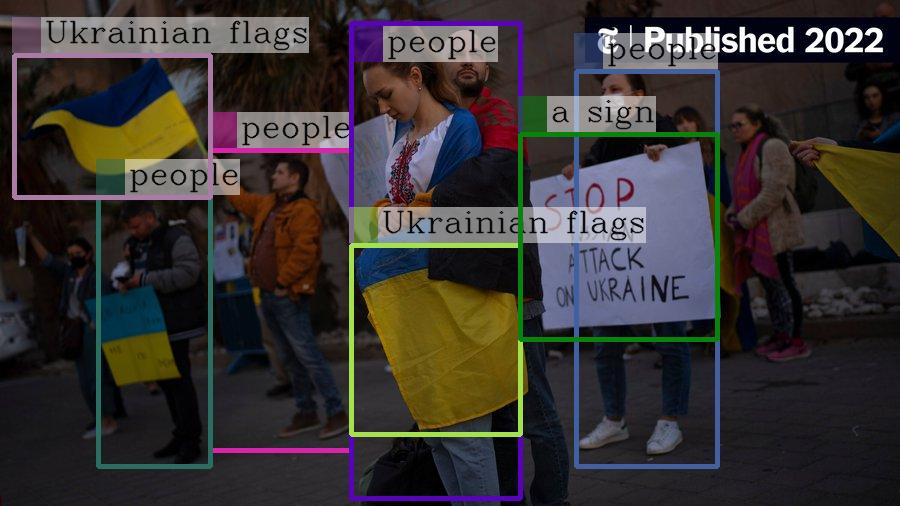 Ukrainian flags
people
people
people
people
T | Published 2022
a sign
Ukrainian flags
STOP
ATTACK
ON UKRAINE